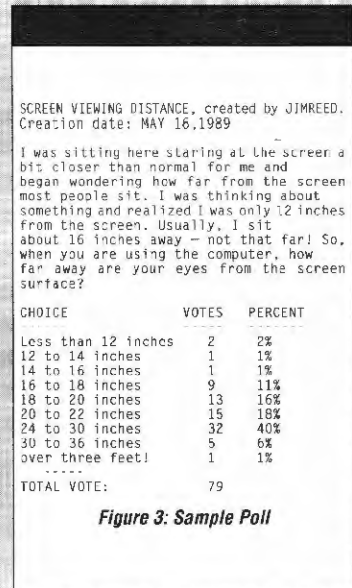 SCREEN VIEWING DISTANCE, created by JIMREED.
Creation date: MAY 16,1989
I was sitting here staring at the screen a
bit closer than normal for me and
began wondering how far from the screen
most people sit. I was thinking about
something and realized I was only 12 inches
from the screen. Usually, I sit
about 16 inches away — not that far! So,
when you are using the computer, how
far away are your eyes from the screen
surface?
CHOICE VOTES PERCENT
Less than 12 inches 2 2%
12 to 14 inches 1 1%
14 to 16 inches 1 1%
16 to 18 inches 9 11%
18 to 20 inches 13 16%
20 to 22 inches 15 18%
24 to 30 inches 32 40%
30 to 36 inches 5 6%
over three feet! 1 1%
-----
TOTAL VOTE: 79
Figure 3: Sample Poll